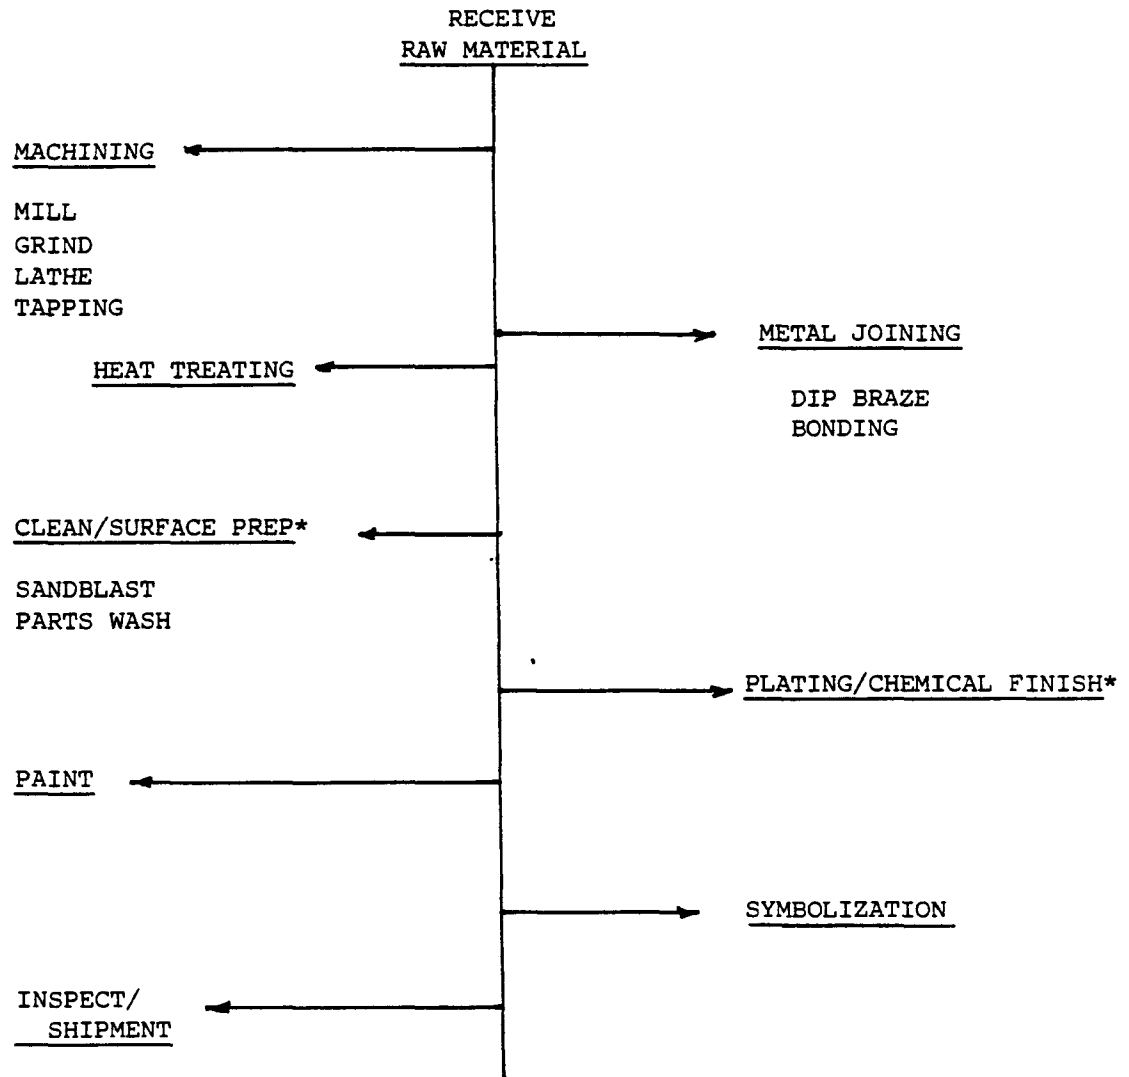 RECEIVE
RAW MATERIAL
MACHINING
MILL
GRIND
LATHE
TAPPING
METAL JOINING
DIP BRAZE
BONDING
HEAT TREATING
CLEAN/SURFACE PREP*
SANDBLAST
PARTS WASH
PLATING/CHEMICAL FINISH*
PAINT
SYMBOLIZATION
INSPECT/
SHIPMENT